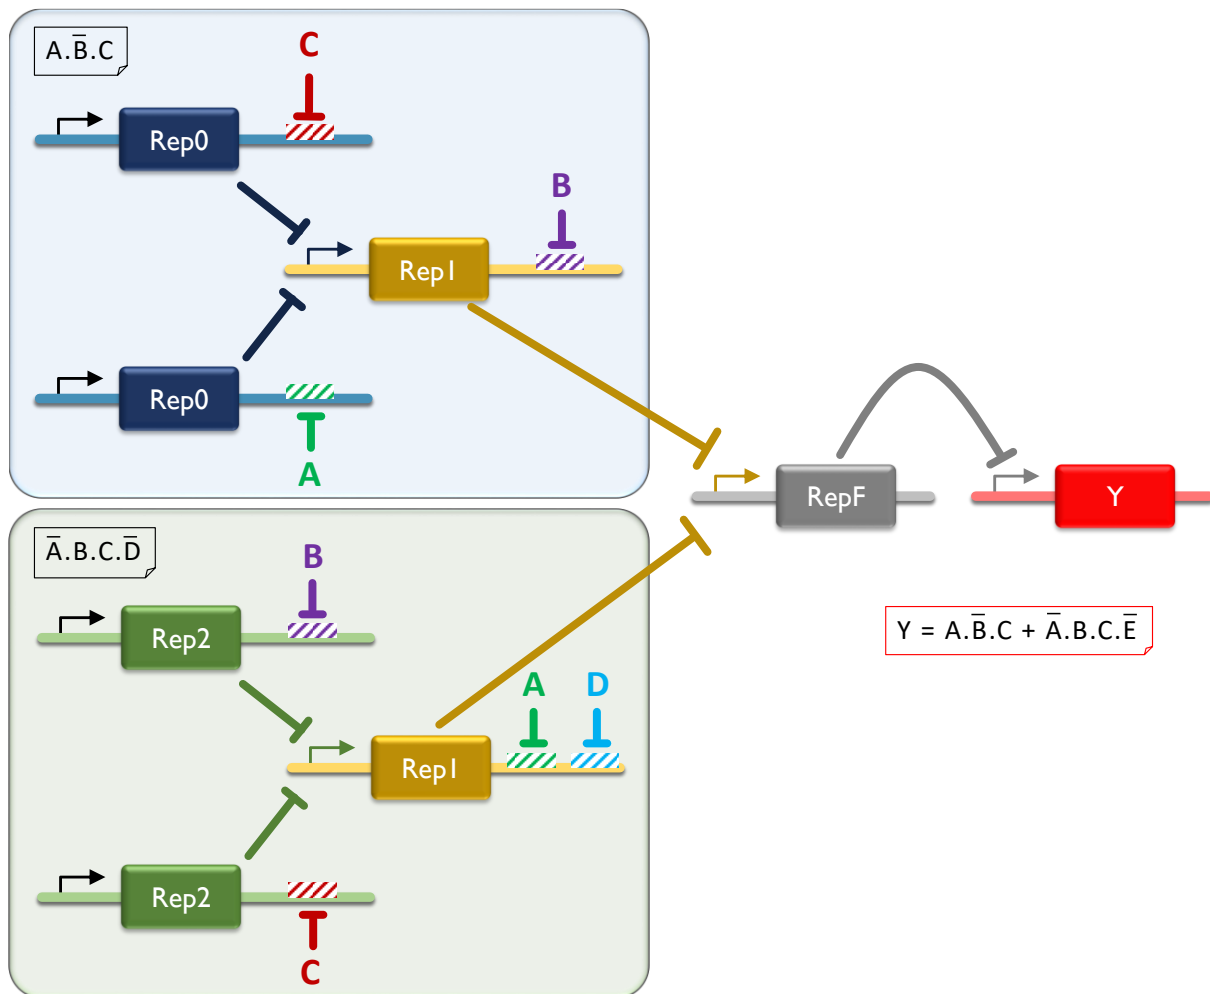 A.B̅.C
C
Rep0
B
Rep1
Rep0
A
RepF
Y
A̅.B.C.D̅
B
Rep2
Y = A.B̅.C + A̅.B.C.E̅
A
D
Rep1
Rep2
C